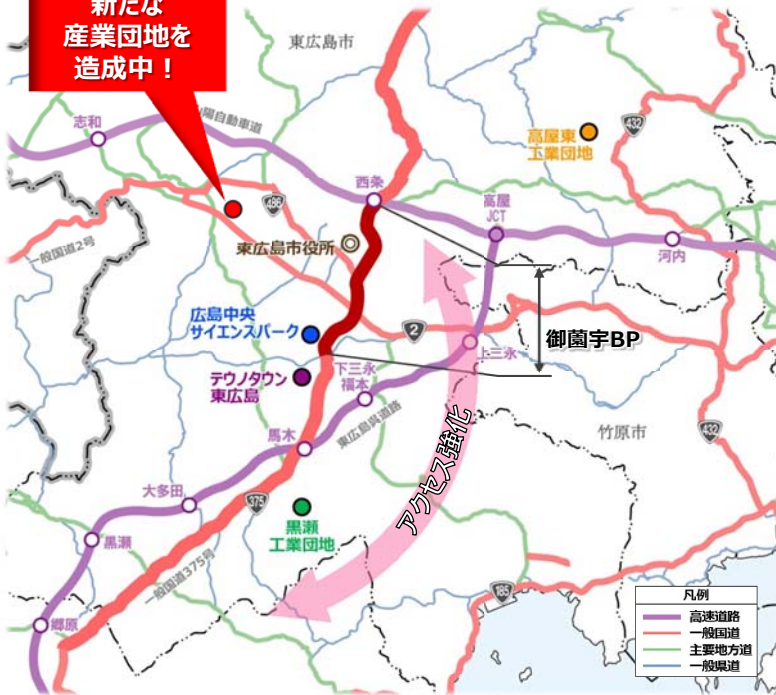 新たな
産業団地を
造成中！
東広島市
志和
山陽自動車道
432
高屋東
工業団地
西条
486
高屋
JCT
東広島市役所
河内
一般国道2号
広島中央
サイエンスパーク
2
御薗宇BP
上三永
テクノタウン
東広島
下三永
福本
東広島呉道路
432
竹原市
馬木
アクセス強化
大多田
375
黒瀬
工業団地
黒瀬
一般国道375号
185
郷原
凡例
高速道路
一般国道
主要地方道
一般県道